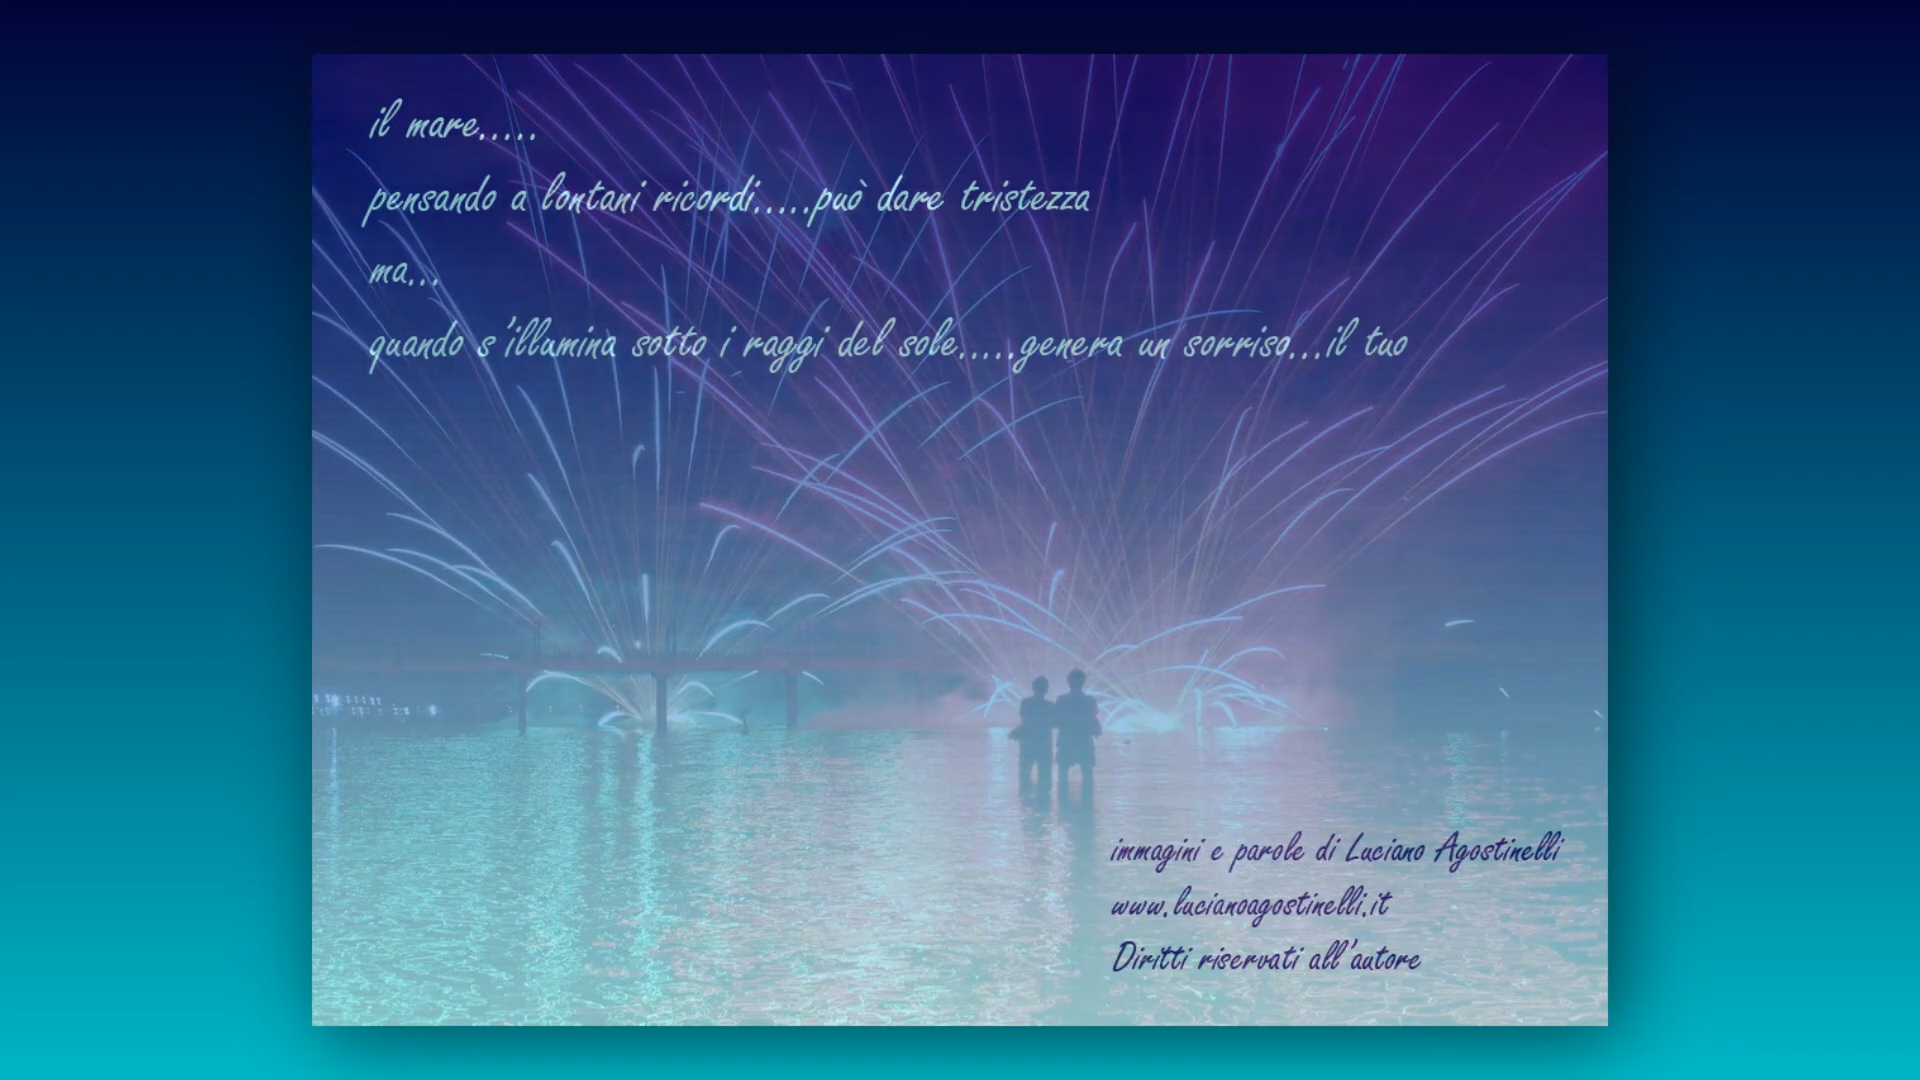 il mare.....
pensando a lontani ricordi.....può dare tristezza
ma...
quando s'illumina sotto i raggi del sole.....genera un sorriso...il tuo
immagini e parole di Luciano Agostinelli
www.lucianoagostinelli.it
Diritti riservati all'autore